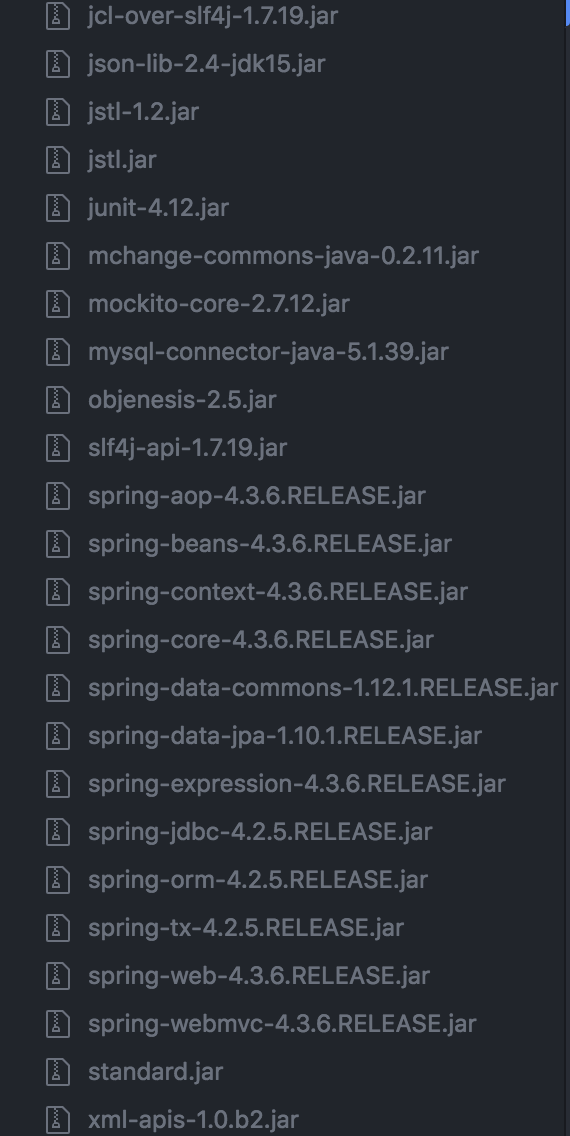 jcl-over-slf4j-1.7.19.jar
json-lib-2.4-jdk15.jar
jstl-1.2.jar
jstl.jar
junit-4.12.jar
mchange-commons-java-0.2.11.jar
mockito-core-2.7.12.jar
mysql-connector-java-5.1.39.jar
objenesis-2.5.jar
slf4j-api-1.7.19.jar
spring-aop-4.3.6.RELEASE.jar
spring-beans-4.3.6.RELEASE.jar
spring-context-4.3.6.RELEASE.jar
spring-core-4.3.6.RELEASE.jar
spring-data-commons-1.12.1.RELEASE.jar
spring-data-jpa-1.10.1.RELEASE.jar
spring-expression-4.3.6.RELEASE.jar
spring-jdbc-4.2.5.RELEASE.jar
spring-orm-4.2.5.RELEASE.jar
spring-tx-4.2.5.RELEASE.jar
spring-web-4.3.6.RELEASE.jar
spring-webmvc-4.3.6.RELEASE.jar
standard.jar
xml-apis-1.0.b2.jar